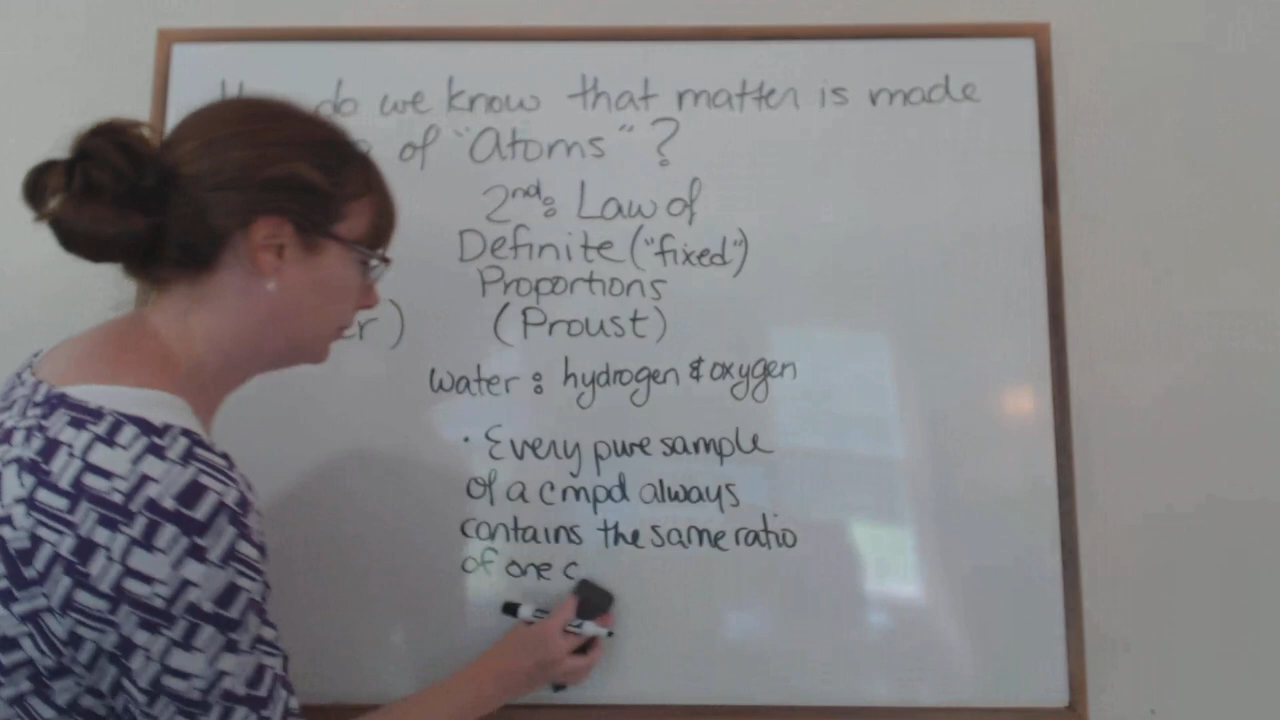 do we know that matter is made
of "Atoms"?
2nd: Law of
Definite ("fixed")
Proportions
(Proust)
water: hydrogen & oxygen
• Every pure sample
of a cmpd always
contains the same ratio
of one c